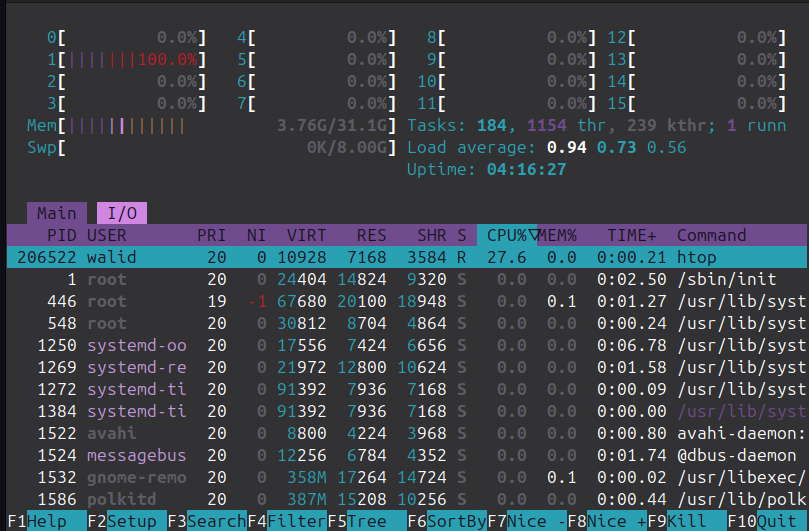 0[ 0.0%] 4[ 0.0%] 8[ 0.0%] 12[ 0.0%]
1[|||||||100.0%] 5[ 0.0%] 9[ 0.0%] 13[ 0.0%]
2[ 0.0%] 6[ 0.0%] 10[ 0.0%] 14[ 0.0%]
3[ 0.0%] 7[ 0.0%] 11[ 0.0%] 15[ 0.0%]
Mem[|||||||||||| 3.76G/31.1G] Tasks: 184, 1154 thr, 239 kthr; 1 runn
Swp[ 0K/8.00G] Load average: 0.94 0.73 0.56
Uptime: 04:16:27
Main I/O
PID USER PRI NI VIRT RES SHR S CPU%▽MEM% TIME+ Command
206522 walid 20 0 10928 7168 3584 R 27.6 0.0 0:00.21 htop
1 root 20 0 24404 14824 9320 S 0.0 0.0 0:02.50 /sbin/init
446 root 19 -1 67680 20100 18948 S 0.0 0.1 0:01.27 /usr/lib/syst
548 root 20 0 30812 8704 4864 S 0.0 0.0 0:00.24 /usr/lib/syst
1250 systemd-oo 20 0 17556 7424 6656 S 0.0 0.0 0:06.78 /usr/lib/syst
1269 systemd-re 20 0 21972 12800 10624 S 0.0 0.0 0:01.58 /usr/lib/syst
1272 systemd-ti 20 0 91392 7936 7168 S 0.0 0.0 0:00.09 /usr/lib/syst
1384 systemd-ti 20 0 91392 7936 7168 S 0.0 0.0 0:00.00 /usr/lib/syst
1522 avahi 20 0 8800 4224 3968 S 0.0 0.0 0:00.80 avahi-daemon:
1524 messagebus 20 0 12256 6784 4352 S 0.0 0.0 0:01.74 @dbus-daemon
1532 gnome-remo 20 0 358M 17264 14724 S 0.0 0.1 0:00.02 /usr/libexec/
1586 polkitd 20 0 387M 15208 10256 S 0.0 0.0 0:00.44 /usr/lib/polk
F1Help F2Setup F3SearchF4FilterF5Tree F6SortByF7Nice -F8Nice +F9Kill F10Quit